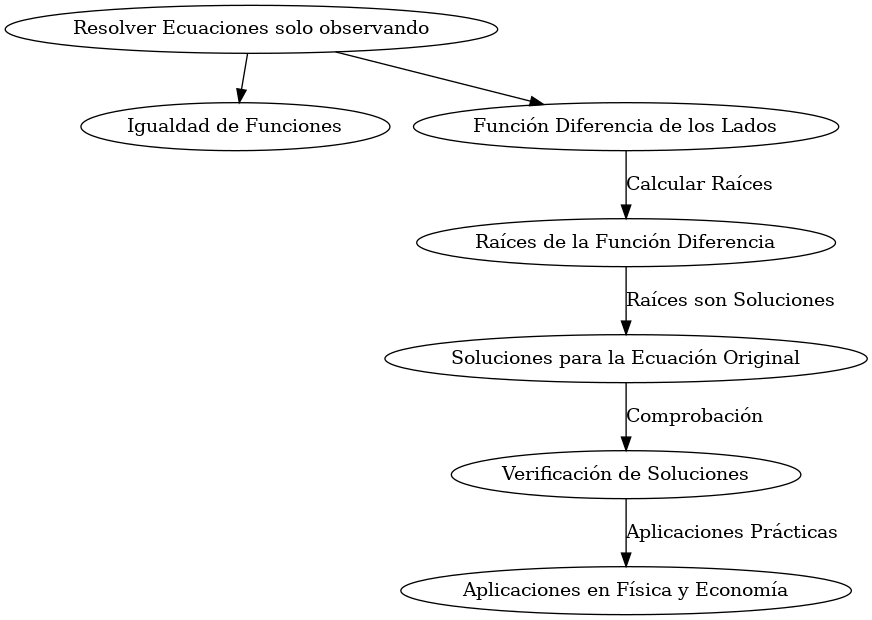 Resolver Ecuaciones solo observando
Igualdad de Funciones
Función Diferencia de los Lados
Calcular Raíces
Raíces de la Función Diferencia
Raíces son Soluciones
Soluciones para la Ecuación Original
Comprobación
Verificación de Soluciones
Aplicaciones Prácticas
Aplicaciones en Física y Economía